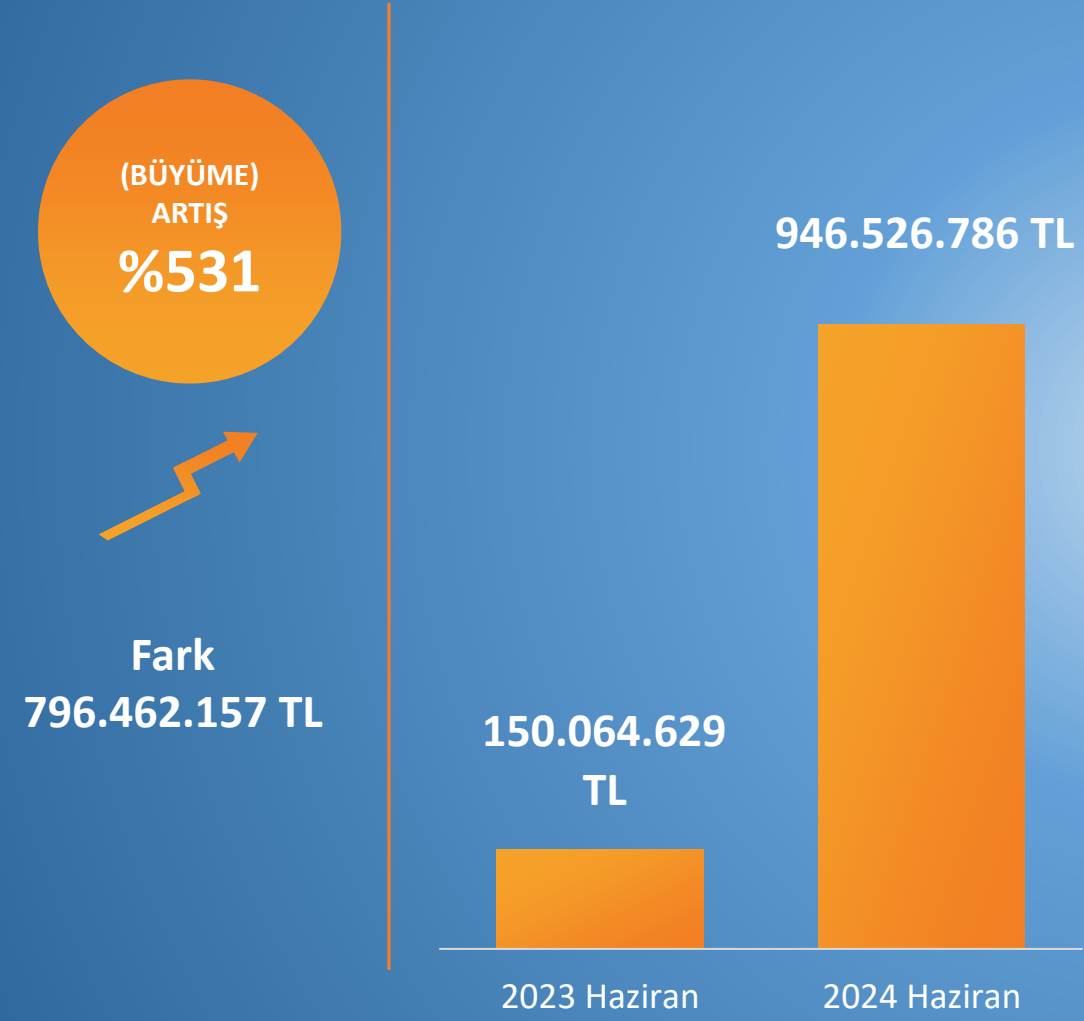 (BÜYÜME)
ARTIŞ
%531
Fark
796.462.157 TL
946.526.786 TL
150.064.629
TL
2023 Haziran
2024 Haziran